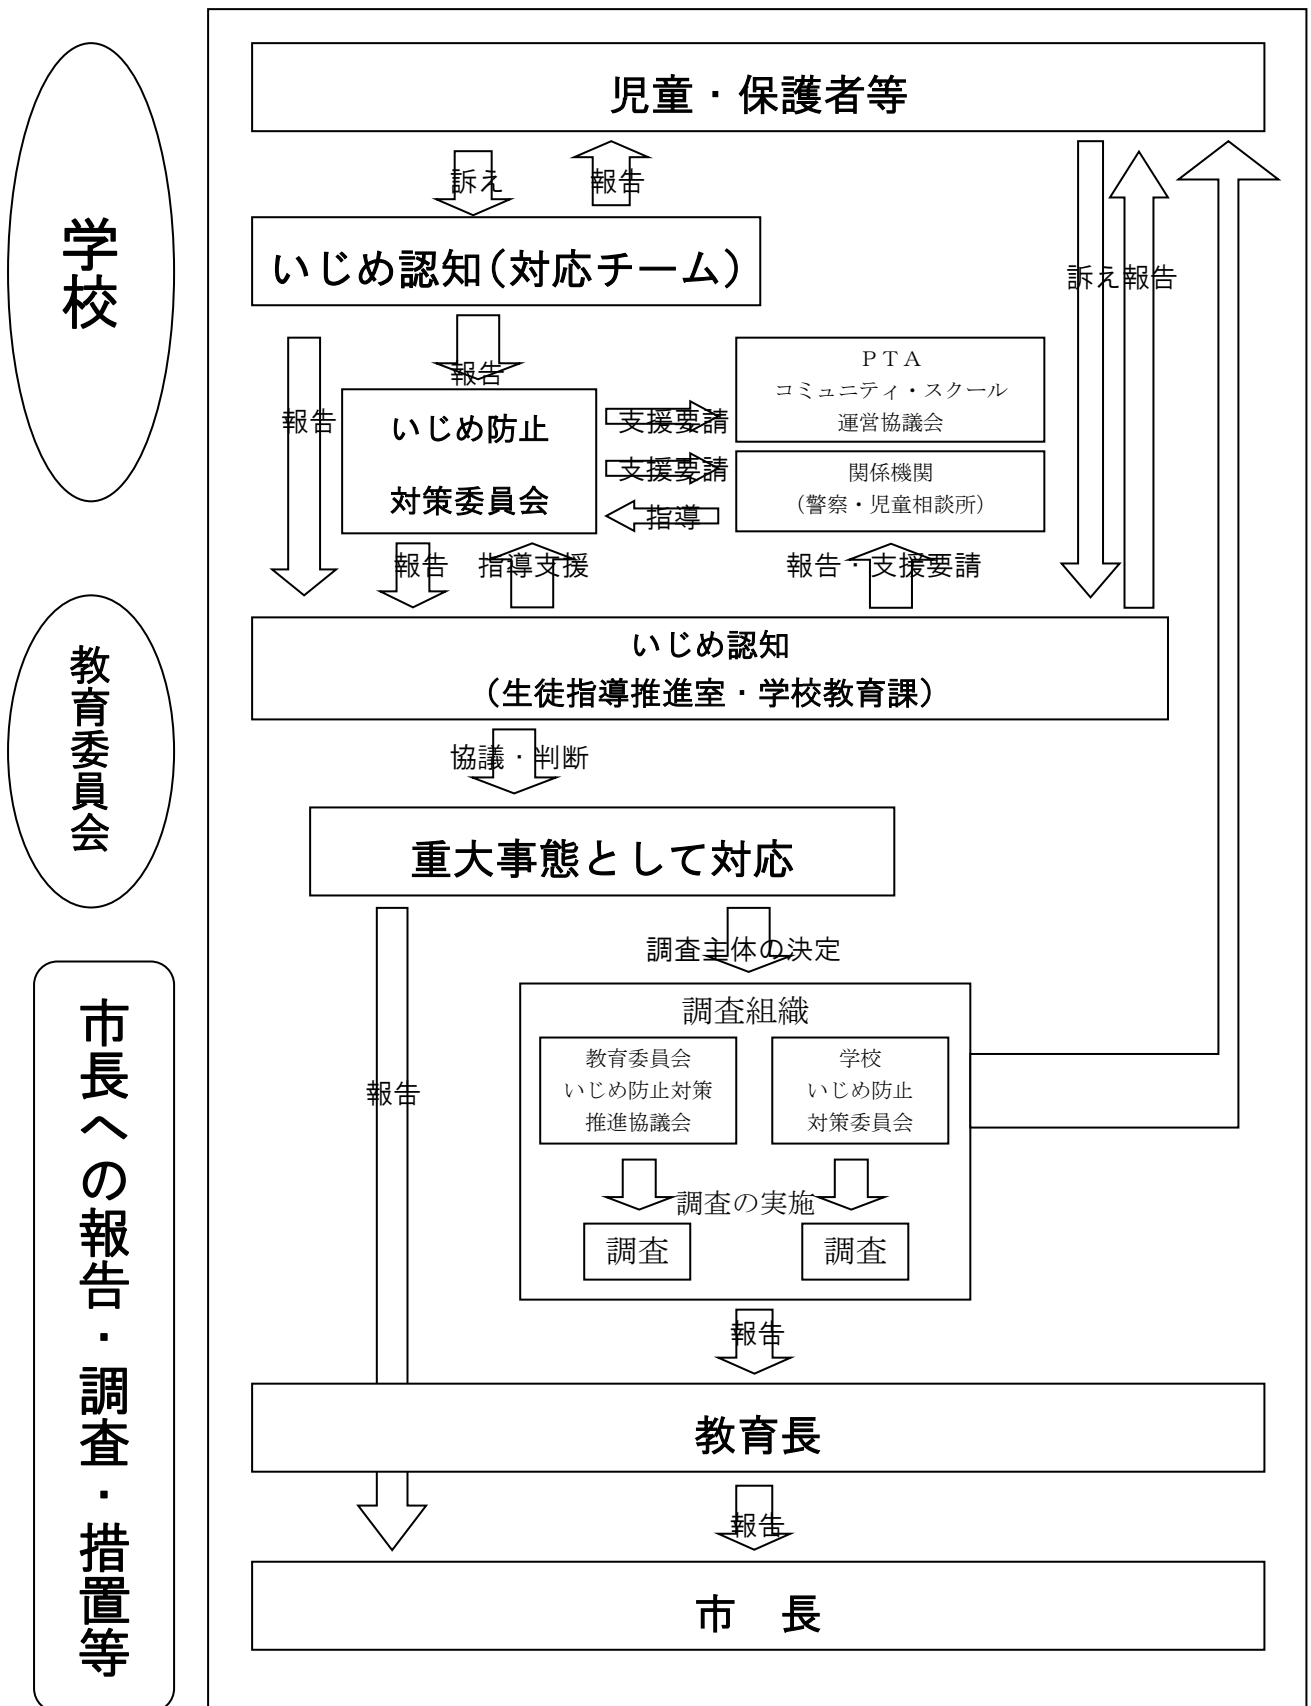 児童・保護者等
訴え
報告
学校
いじめ認知(対応チーム)
訴え
報告
報告
報告
いじめ防止
対策委員会
支援要請
支援要請
指導
ＰＴＡ
コミュニティ・スクール
運営協議会
関係機関
（警察・児童相談所）
報告
指導支援
報告・支援要請
教育委員会
いじめ認知
（生徒指導推進室・学校教育課）
協議・判断
重大事態として対応
調査主体の決定
市長への報告・調査・措置等
報告
調査組織
教育委員会
いじめ防止対策
推進協議会
学校
いじめ防止
対策委員会
調査の実施
調査
調査
報告
教育長
報告
市　長